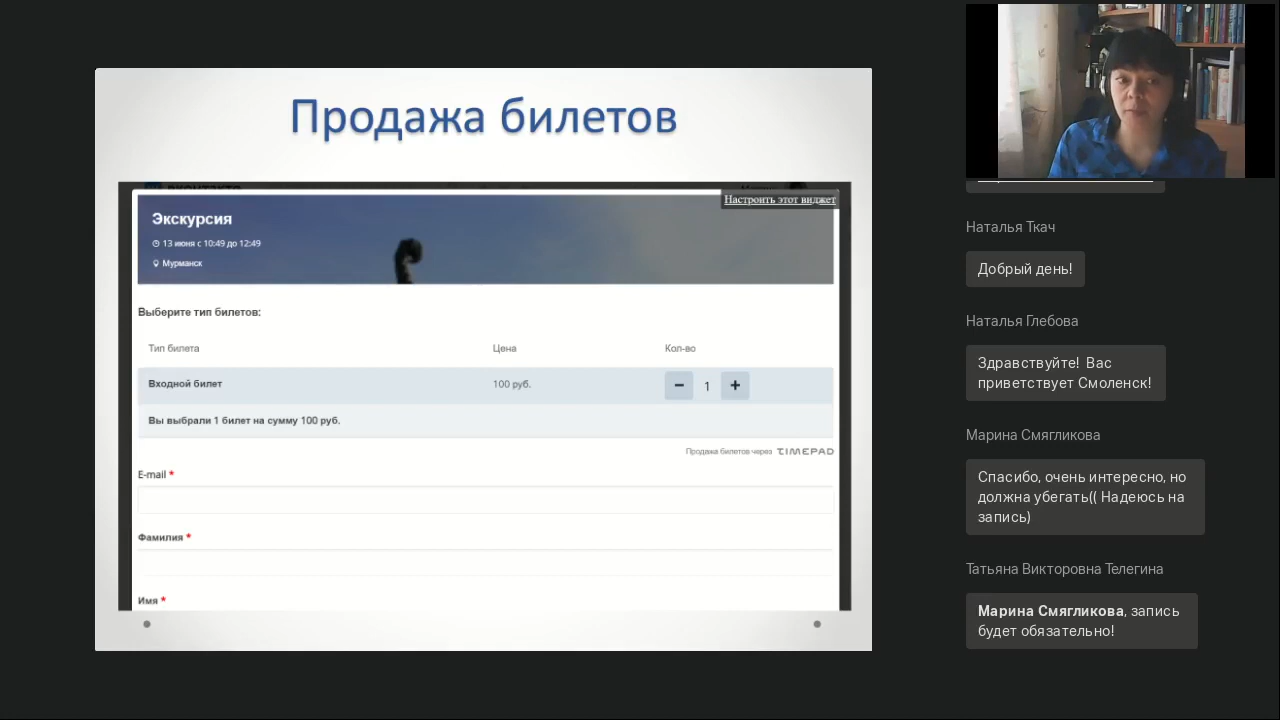 Продажа билетов
Настроить этот виджет
Экскурсия
13 июня с 10:49 до 12:49
Мурманск
Выберите тип билетов:
Тип билета Цена Кол-во
Входной билет 100 руб. − 1 +
Вы выбрали 1 билет на сумму 100 руб.
Продажа билетов через TIMEPAD
E-mail *
Фамилия *
Имя *
Наталья Ткач
Добрый день!
Наталья Глебова
Здравствуйте! Вас
приветствует Смоленск!
Марина Смягликова
Спасибо, очень интересно, но
должна убегать(( Надеюсь на
запись)
Татьяна Викторовна Телегина
Марина Смягликова, запись
будет обязательно!